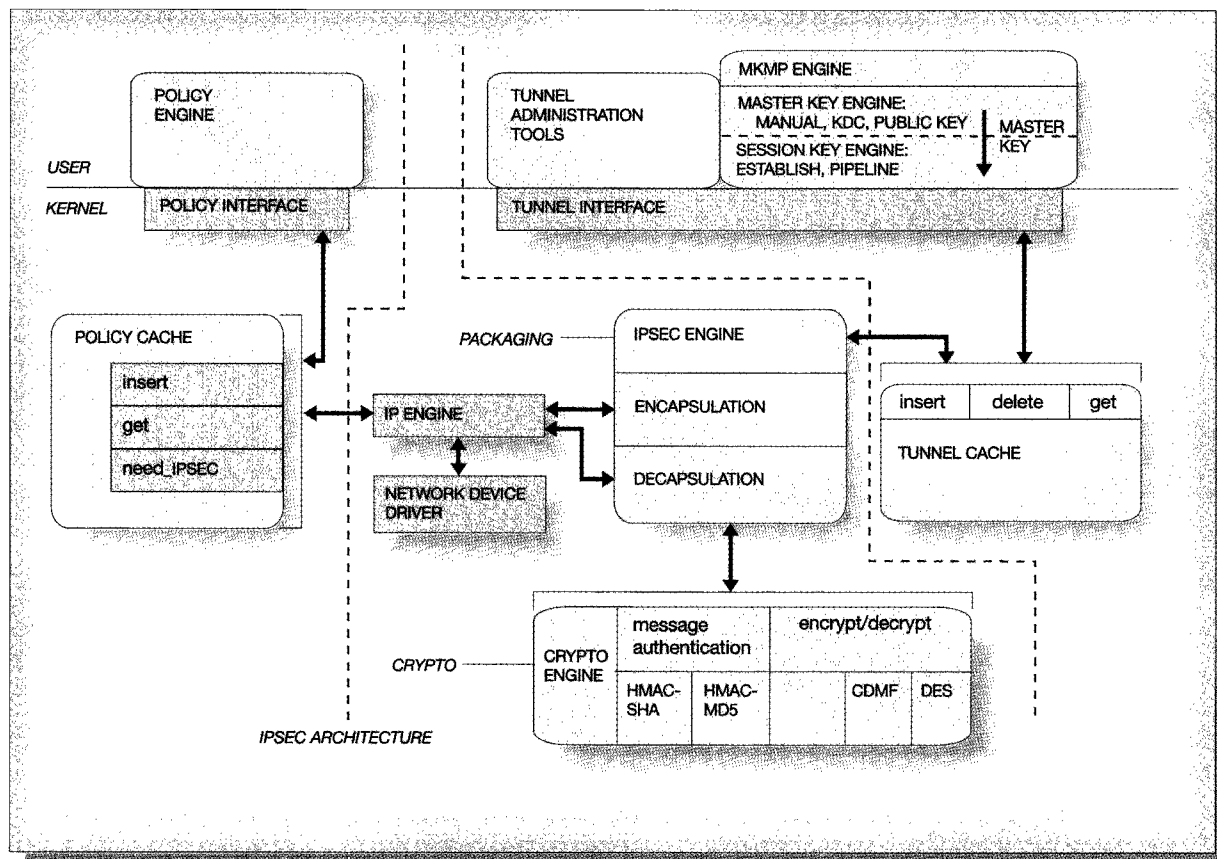 POLICY
ENGINE
TUNNEL
ADMINISTRATION
TOOLS
MKMP ENGINE
MASTER KEY ENGINE:
MANUAL, KDC, PUBLIC KEY
MASTER
KEY
SESSION KEY ENGINE:
ESTABLISH, PIPELINE
USER
KERNEL
POLICY INTERFACE
TUNNEL INTERFACE
POLICY CACHE
insert
get
need_IPSEC
PACKAGING
IPSEC ENGINE
ENCAPSULATION
DECAPSULATION
IP ENGINE
NETWORK DEVICE
DRIVER
insert
delete
get
TUNNEL CACHE
CRYPTO
CRYPTO
ENGINE
message
authentication
encrypt/decrypt
HMAC-
SHA
HMAC-
MD5
CDMF
DES
IPSEC ARCHITECTURE